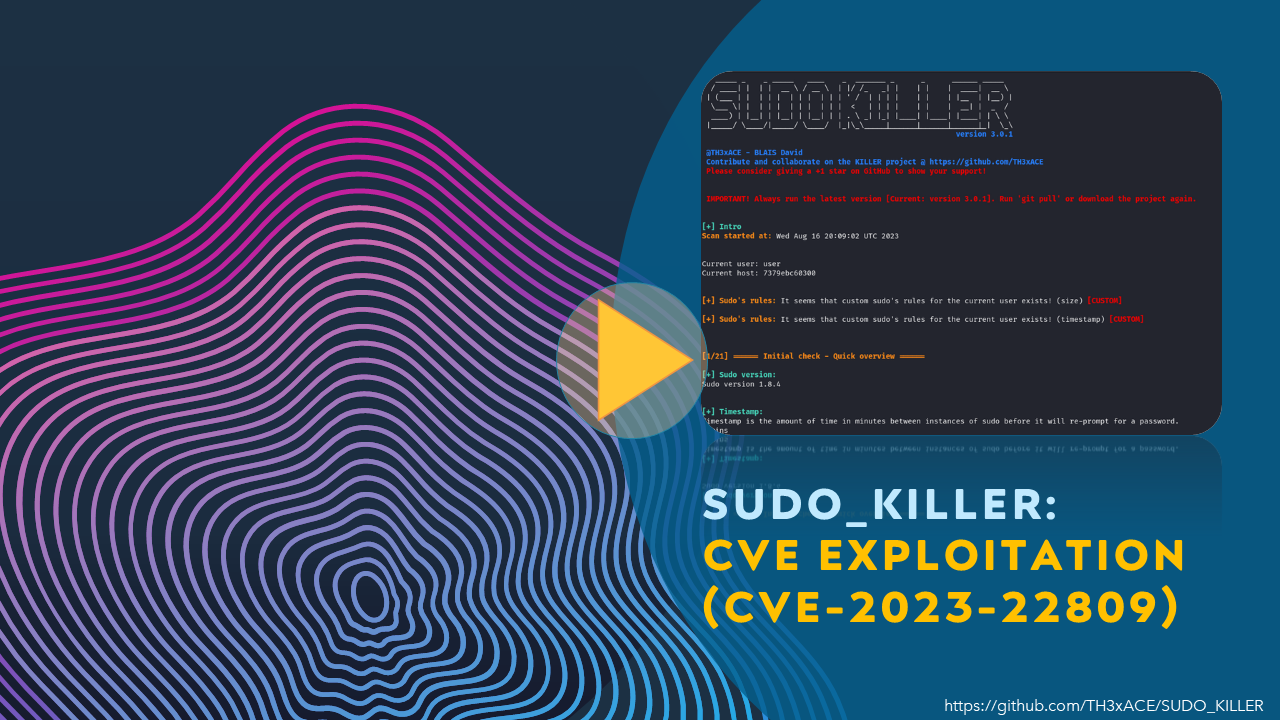 SUDO_KILLER
version 3.0.1
@TH3xACE - BLAIS David
Contribute and collaborate on the KILLER project @ https://github.com/TH3xACE
Please consider giving a +1 star on GitHub to show your support!
IMPORTANT! Always run the latest version [Current: version 3.0.1]. Run 'git pull' or download the project again.
[+] Intro
Scan started at: Wed Aug 16 20:09:02 UTC 2023
Current user: user
Current host: 7379ebc60300
[+] Sudo's rules: It seems that custom sudo's rules for the current user exists! (size) [CUSTOM]
[+] Sudo's rules: It seems that custom sudo's rules for the current user exists! (timestamp) [CUSTOM]
[1/21] ====== Initial check - Quick overview ======
[+] Sudo version:
Sudo version 1.8.4
[+] Timestamp:
Timestamp is the amount of time in minutes between instances of sudo before it will re-prompt for a password.
SUDO_KILLER:
CVE EXPLOITATION
(CVE-2023-22809)
https://github.com/TH3xACE/SUDO_KILLER